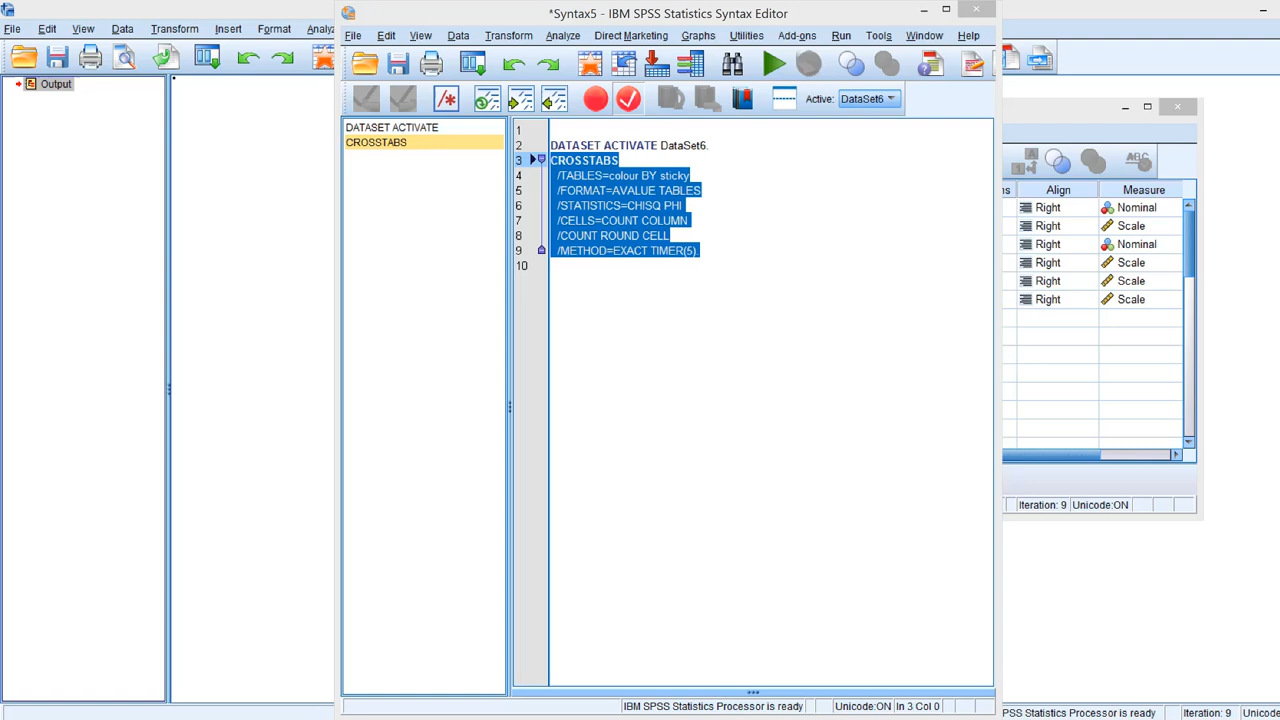 *Syntax5 - IBM SPSS Statistics Syntax Editor
File Edit View Data Transform Insert Format Analyz
File Edit View Data Transform Analyze Direct Marketing Graphs Utilities Add-ons Run Tools Window Help
Output
Active: DataSet6
DATASET ACTIVATE
CROSSTABS
1
2 DATASET ACTIVATE DataSet6.
3 CROSSTABS
4 /TABLES=colour BY sticky
5 /FORMAT=AVALUE TABLES
6 /STATISTICS=CHISQ PHI
7 /CELLS=COUNT COLUMN
8 /COUNT ROUND CELL
9 /METHOD=EXACT TIMER(5).
10
IBM SPSS Statistics Processor is ready Unicode:ON In 3 Col 0
ns Align Measure
Right Nominal
Right Scale
Right Nominal
Right Scale
Right Scale
Right Scale
Iteration: 9 Unicode:ON
SPSS Statistics Processor is ready Iteration: 9 Unicod